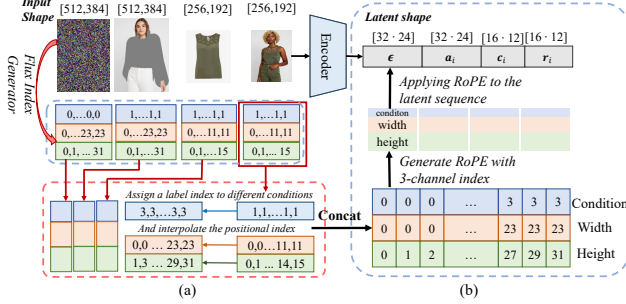 Input
Shape
[512,384] [512,384] [256,192] [256,192]
Flux Index
Generator
0,…0,0 1,…1,1 1,…1,1 1,…1,1
0,…23,23 0,…23,23 0,…11,11 0,…11,11
0,1, … 31 0,1,…31 0,1,…15 0,1, ... 15
Assign a label index to different conditions
3,3,…3,3 1,1,…1,1
And interpolate the positional index
0,0 … 23,23 0,0…11,11
1,3 … 29,31 0,1 … 14,15
(a)
Encoder
Concat
Latent shape
[32 · 24] [32 · 24] [16 · 12] [16 · 12]
ϵ a_i c_i r_i
Applying RoPE to the
latent sequence
conditon
width
height
Generate RoPE with
3-channel index
0 0 0 … 3 3 3 Condition
0 0 0 … 23 23 23 Width
0 1 2 … 27 29 31 Height
(b)